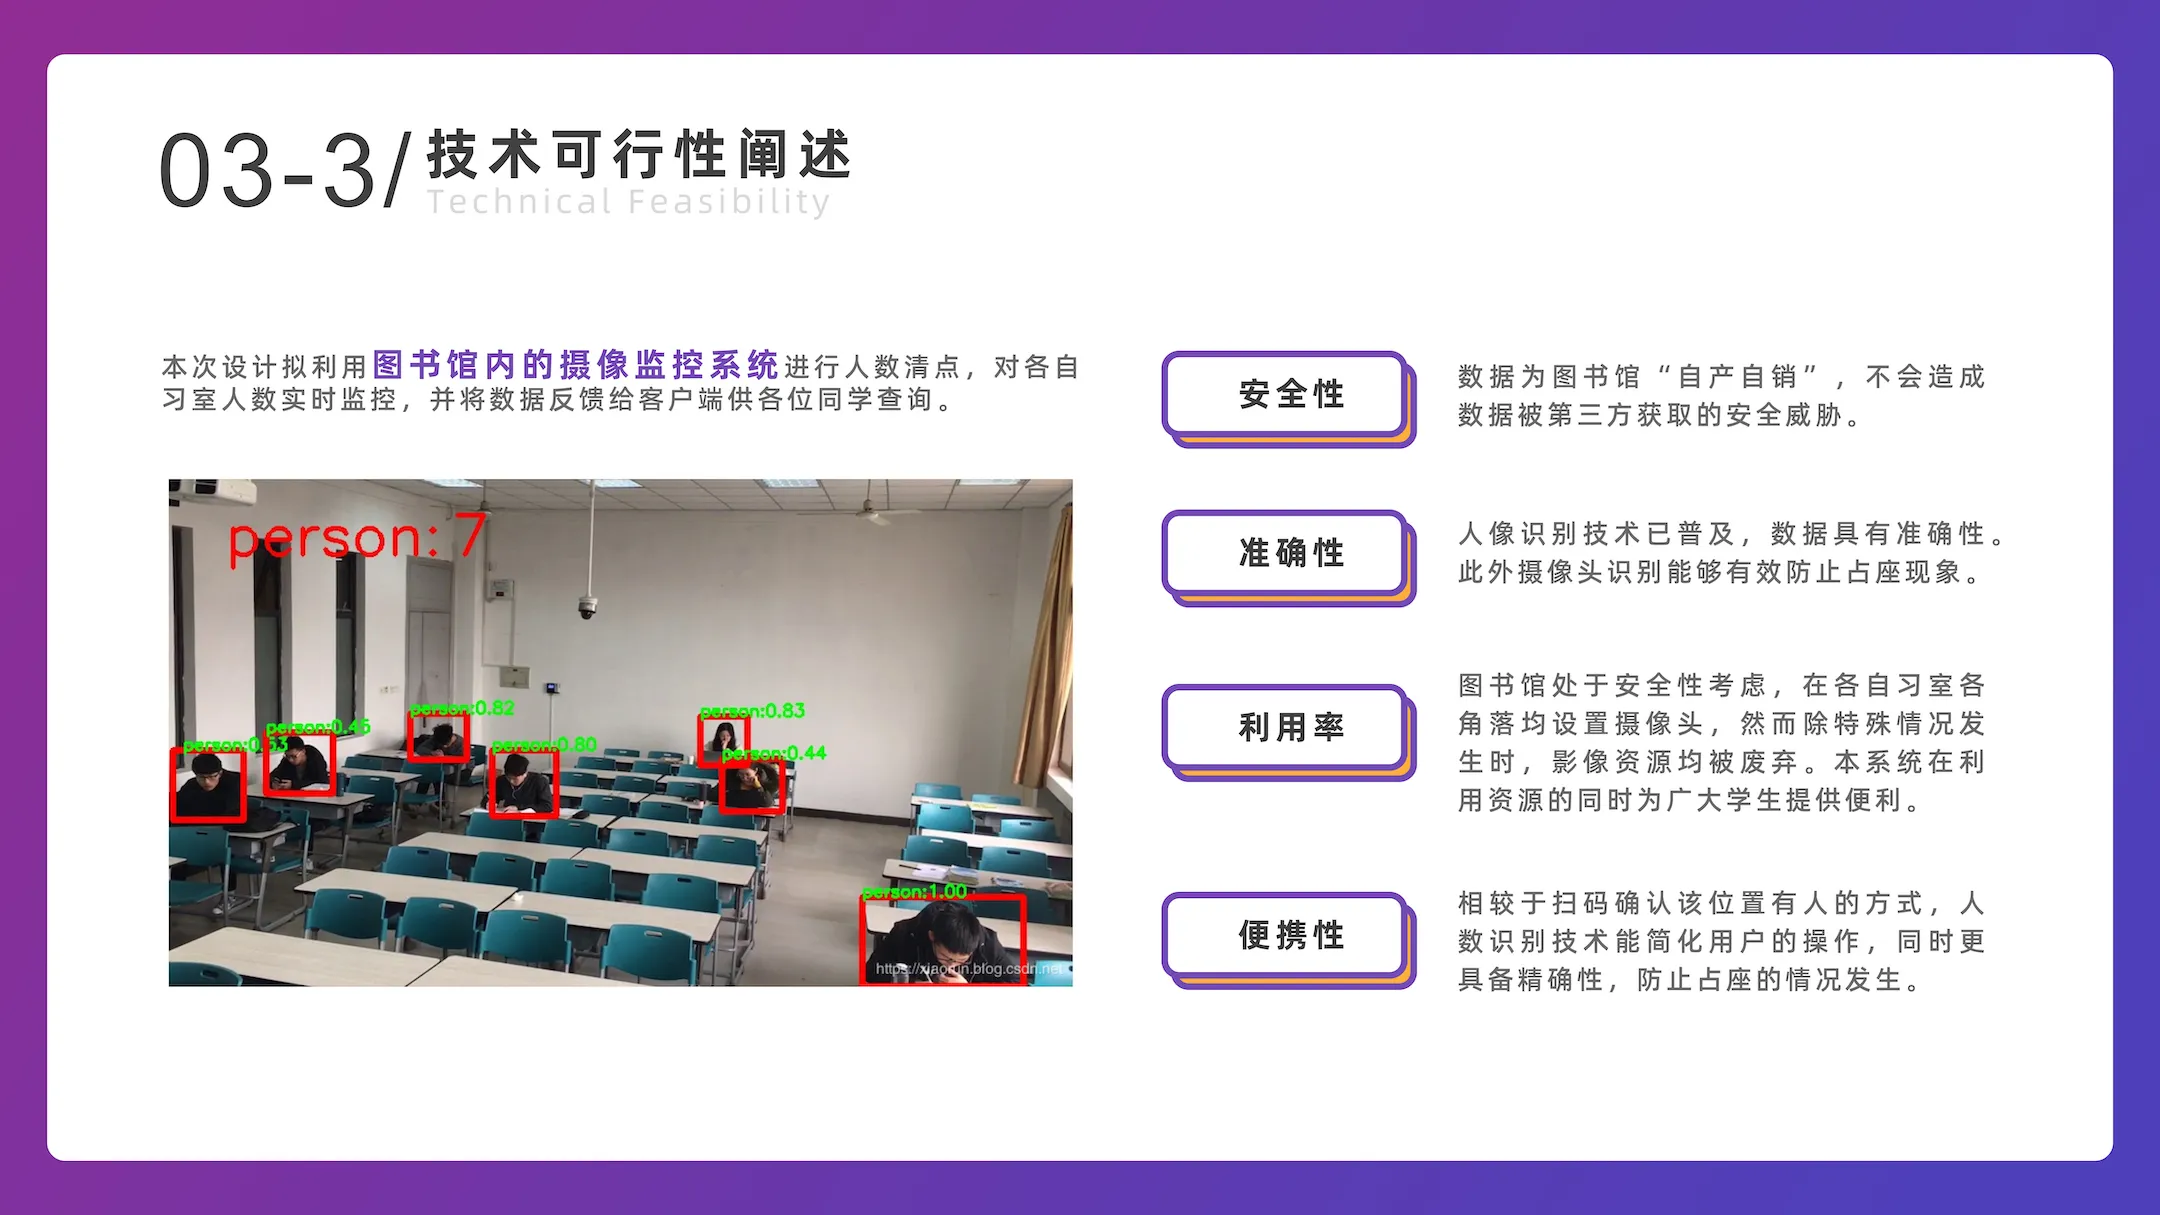 03-3/
技术可行性阐述
Technical Feasibility
本次设计拟利用图书馆内的摄像监控系统进行人数清点，对各自
习室人数实时监控，并将数据反馈给客户端供各位同学查询。
person:7
person:0.82
person:0.83
person:0.45
person:0.53
person:0.80
person:0.44
person:1.00
安全性
数据为图书馆“自产自销”，不会造成
数据被第三方获取的安全威胁。
准确性
人像识别技术已普及，数据具有准确性。
此外摄像头识别能够有效防止占座现象。
利用率
图书馆处于安全性考虑，在各自习室各
角落均设置摄像头，然而除特殊情况发
生时，影像资源均被废弃。本系统在利
用资源的同时为广大学生提供便利。
便携性
相较于扫码确认该位置有人的方式，人
数识别技术能简化用户的操作，同时更
具备精确性，防止占座的情况发生。